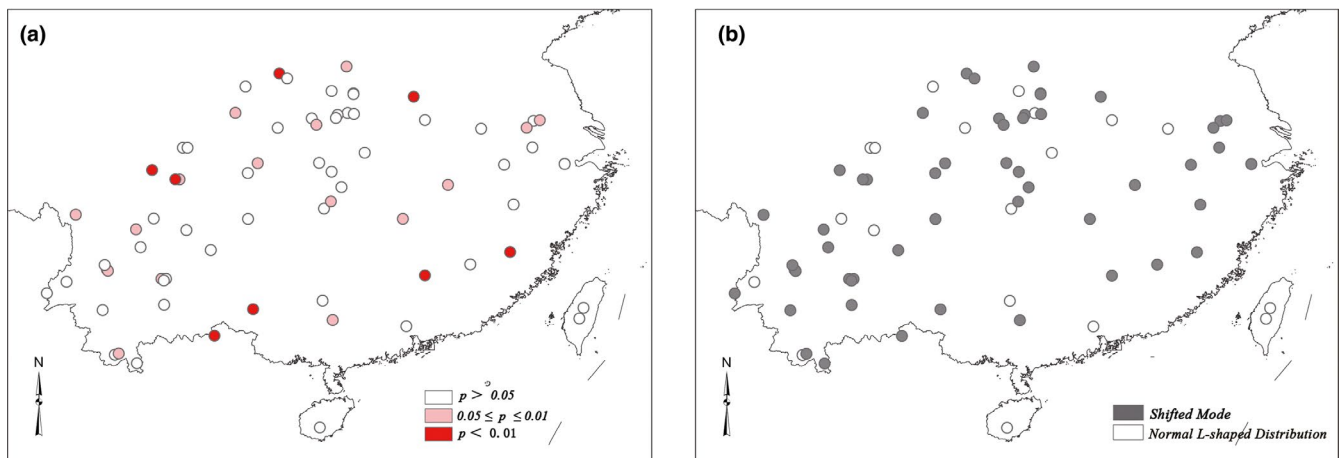 (a)
N
p > 0.05
0.05 ≤ p ≤ 0.01
p < 0.01
(b)
N
Shifted Mode
Normal L-shaped Distribution